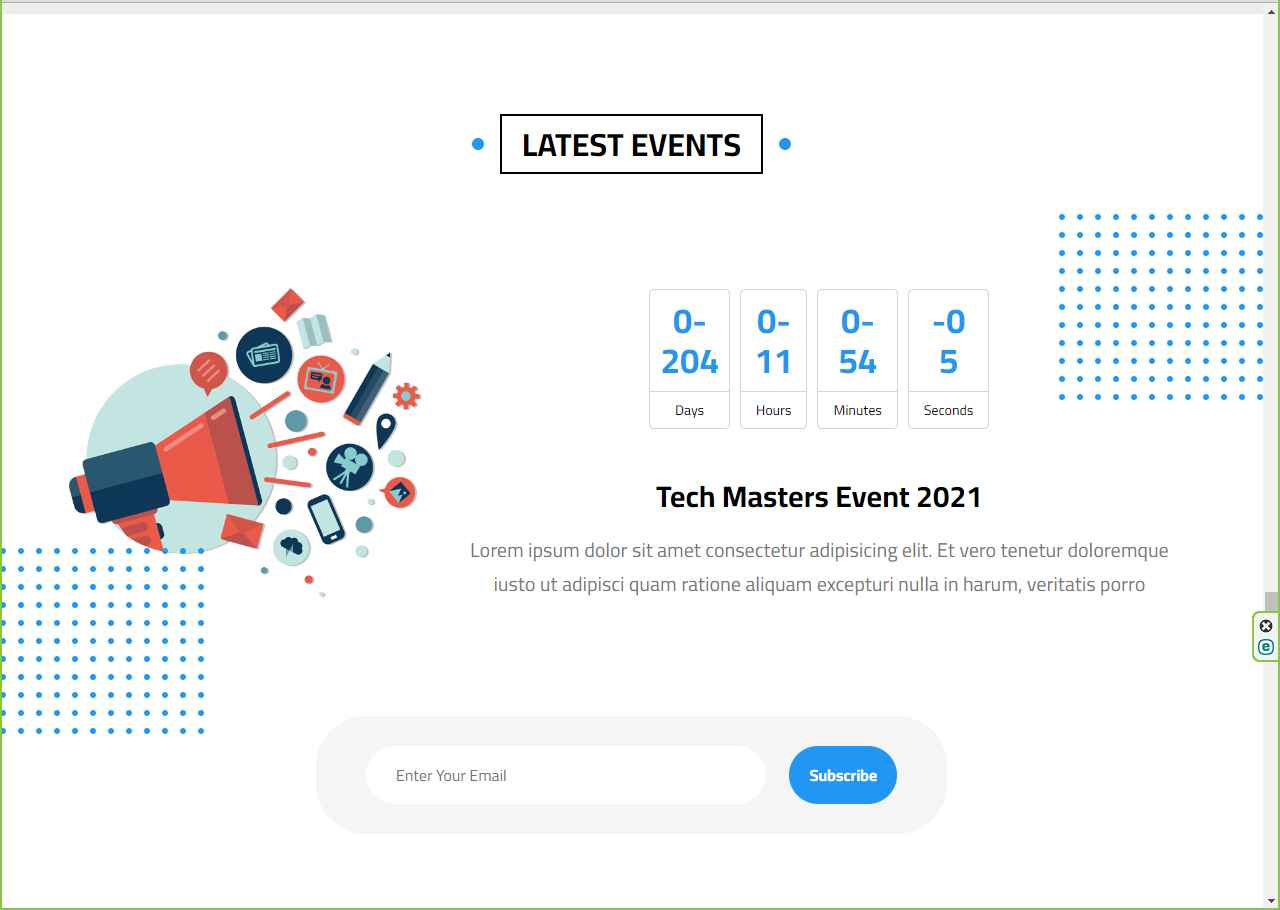 LATEST EVENTS
0-
204
Days
0-
11
Hours
0-
54
Minutes
-0
5
Seconds
Tech Masters Event 2021
Lorem ipsum dolor sit amet consectetur adipisicing elit. Et vero tenetur doloremque
iusto ut adipisci quam ratione aliquam excepturi nulla in harum, veritatis porro
Enter Your Email
Subscribe
e